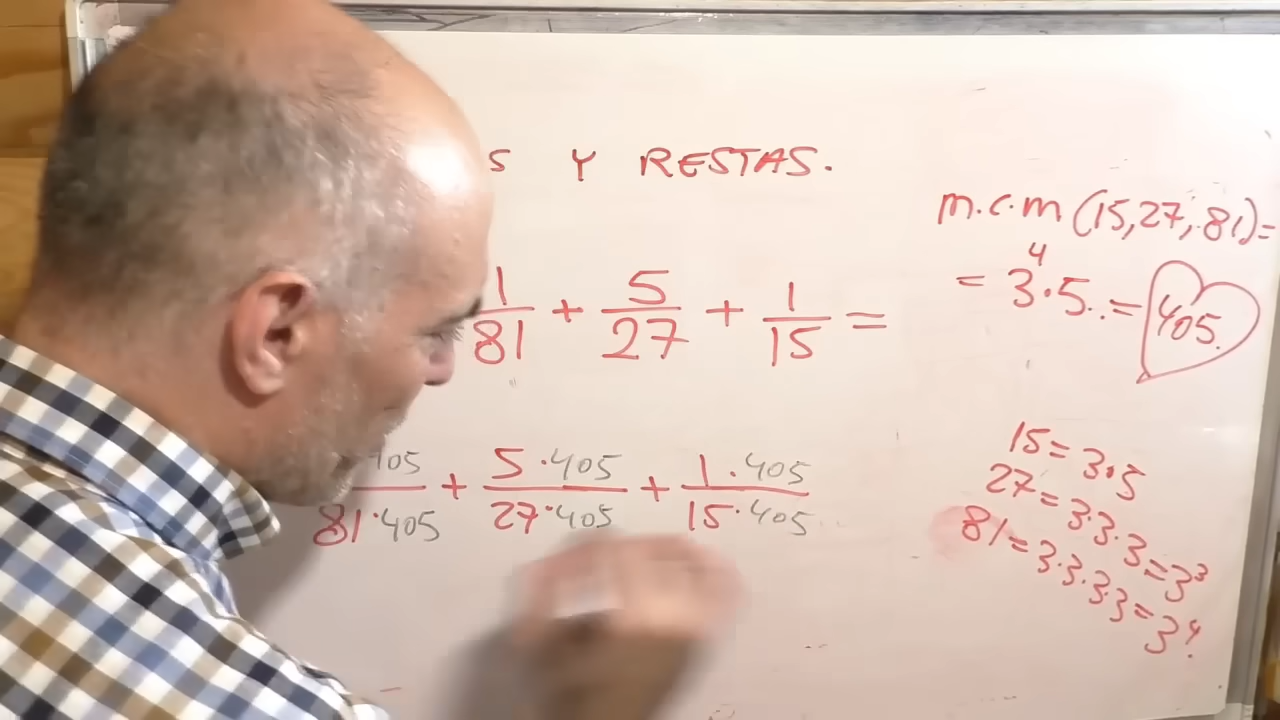 S Y RESTAS.
1/81 + 5/27 + 1/15 =
405/81·405 + 5·405/27·405 + 1·405/15·405
m.c.m (15,27,81)=
= 3⁴·5.. = 405.
15=3·5
27=3·3·3=3³
81=3·3·3·3=3⁴.